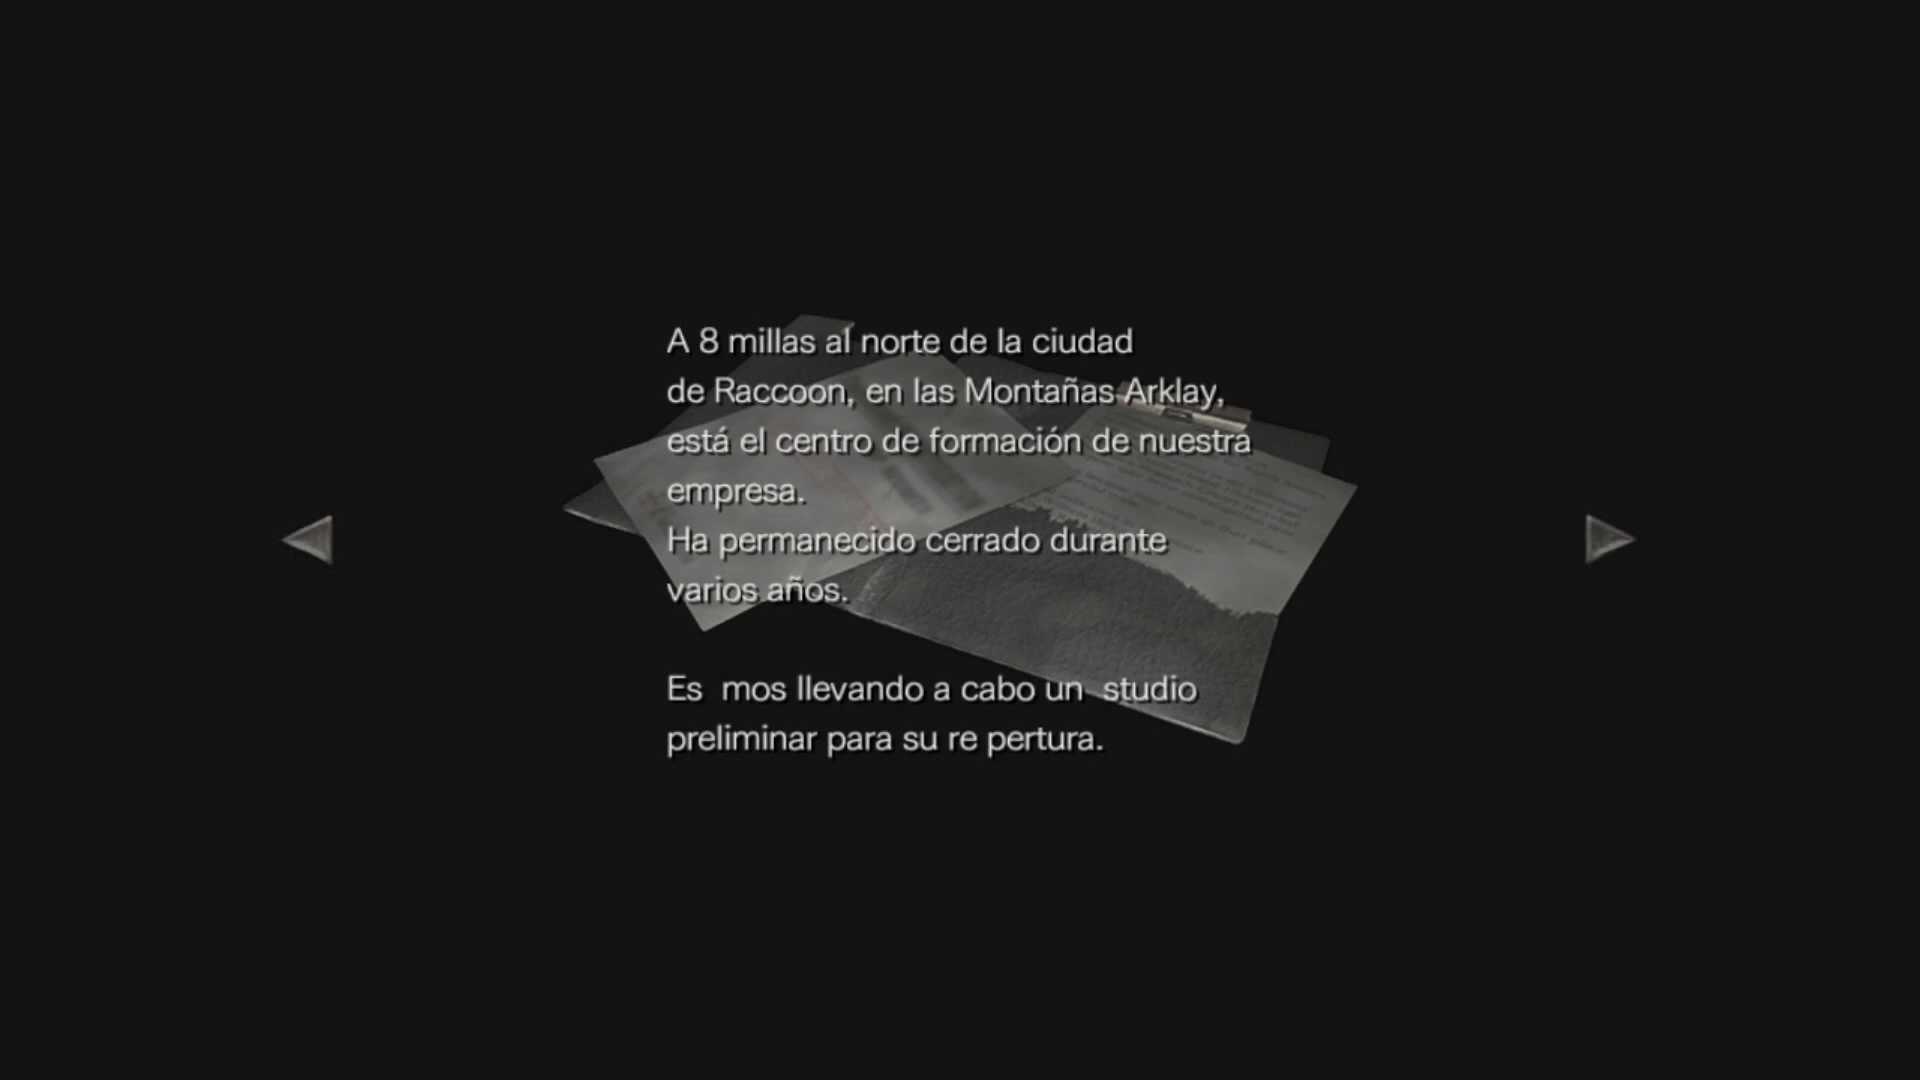 A 8 millas al norte de la ciudad
de Raccoon, en las Montañas Arklay,
está el centro de formación de nuestra
empresa.
Ha permanecido cerrado durante
varios años.
Es  mos llevando a cabo un  studio
preliminar para su re pertura.